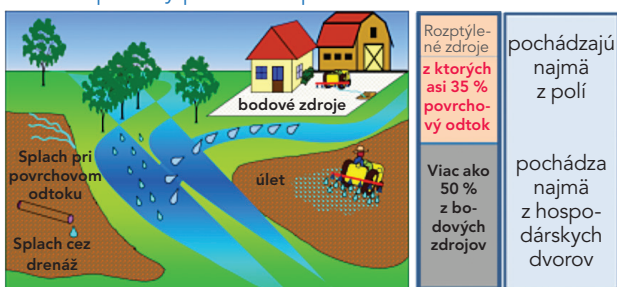 bodové zdroje
Splach pri
povrchovom
odtoku
úlet
Splach cez
drenáž
Rozptýle-
né zdroje
z ktorých
asi 35 %
povrcho-
vý odtok
Viac ako
50 %
z bo-
dových
zdrojov
pochádzajú
najmä
z polí
pochádza
najmä
z hospo-
dárskych
dvorov